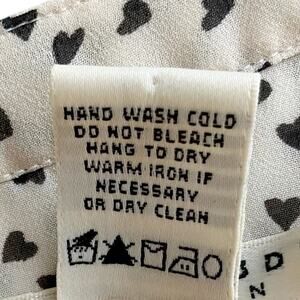 HAND WASH COLD
DO NOT BLEACH
HANG TO DRY
WARM IRON IF
NECESSARY
OR DRY CLEAN